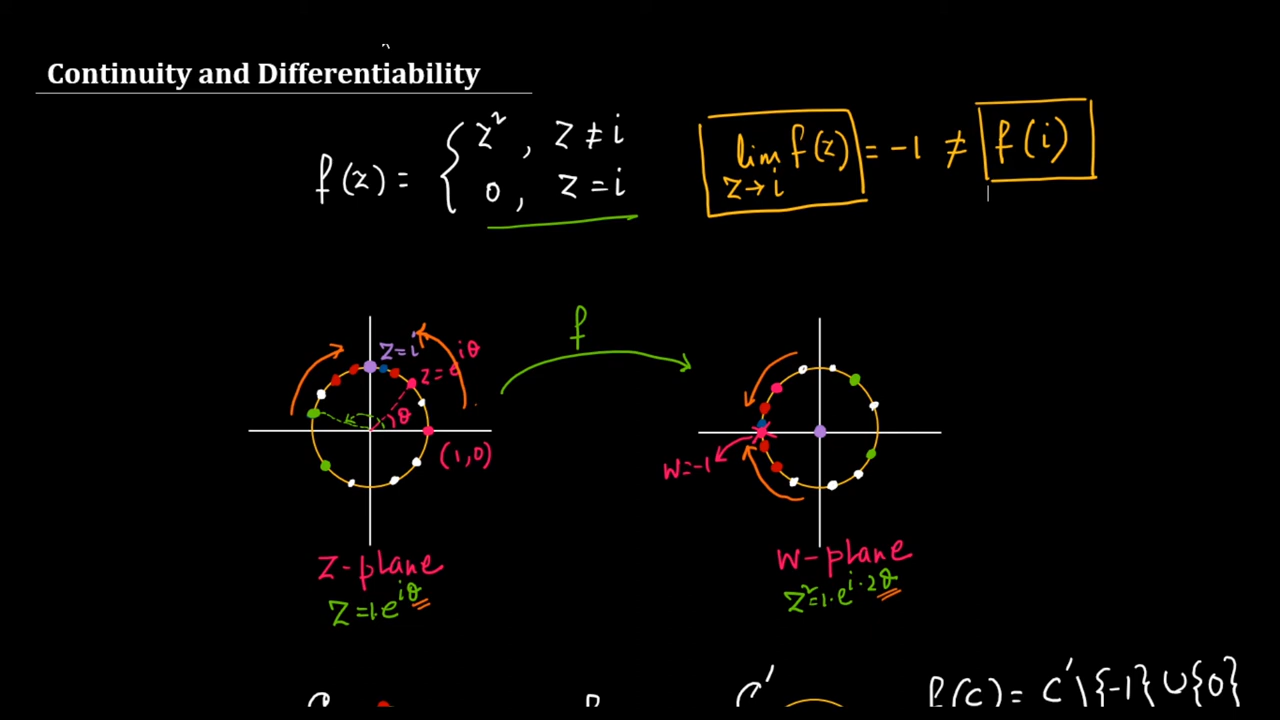 Continuity and Differentiability
f(z) = { z², z ≠ i
0, z = i
lim f(z) = -1 ≠ f(i)
z→i
f
z=i
z=e^{iθ}
θ
(1,0)
w=-1
z-plane
z=1·e^{iθ}
w-plane
z²=1·e^{i·2θ}
C'
f(C) = C'\{-1}∪{0}